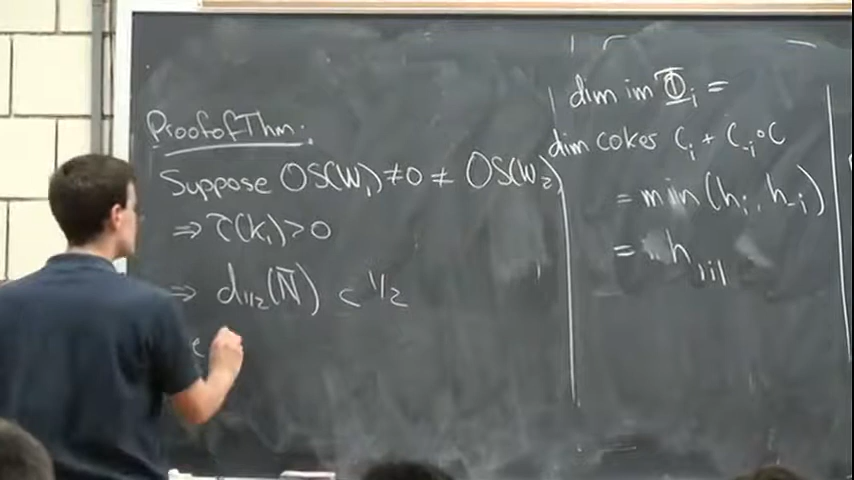 Proof of Thm.
Suppose OS(W₁) ≠ 0 ≠ OS(W₂)
⇒ τ(K₁) > 0
⇒ d₁/₂(N̄) < 1/2
dim im Φᵢ =
dim coker Cᵢ + C₋ᵢ∘C
= min(hᵢ, h₋ᵢ)
= h|ᵢ|